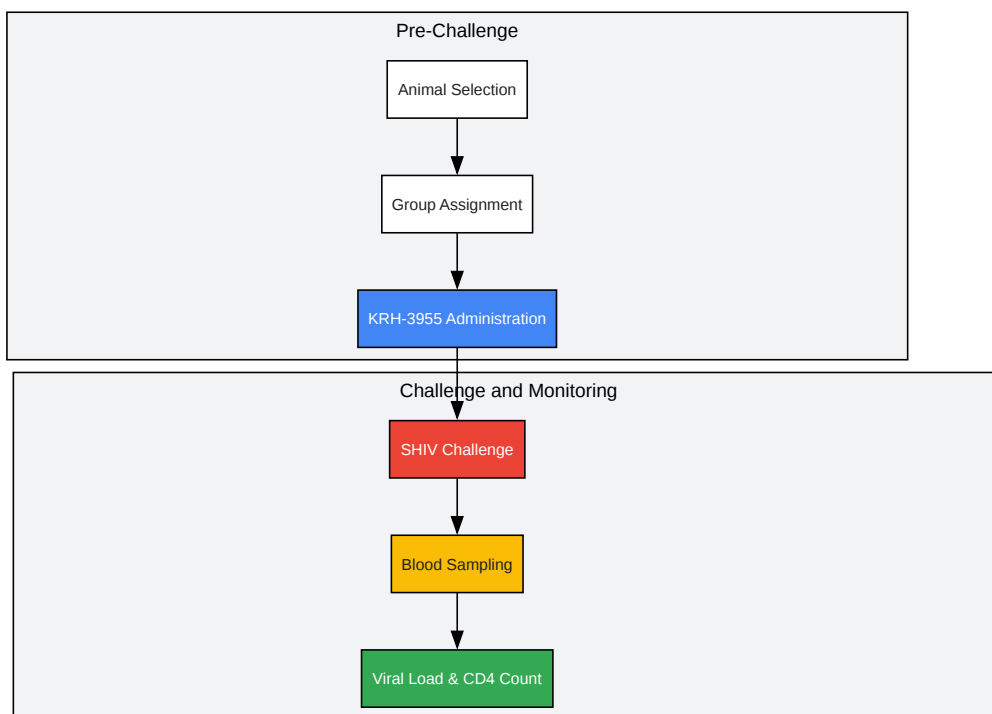 Pre-Challenge
Animal Selection
Group Assignment
KRH-3955 Administration
Challenge and Monitoring
SHIV Challenge
Blood Sampling
Viral Load & CD4 Count